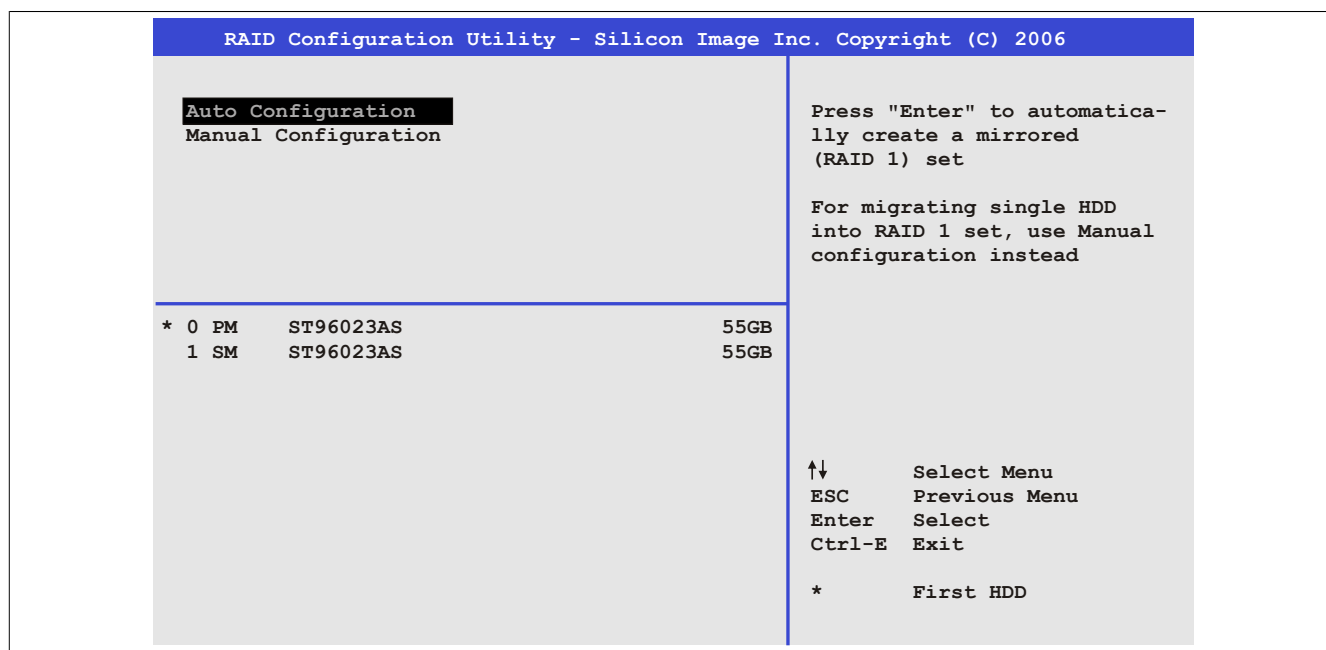 RAID Configuration Utility - Silicon Image Inc. Copyright (C) 2006
Auto Configuration
Manual Configuration
Press "Enter" to automatica-
lly create a mirrored
(RAID 1) set
For migrating single HDD
into RAID 1 set, use Manual
configuration instead
* 0 PM ST96023AS 55GB
1 SM ST96023AS 55GB
↑↓ Select Menu
ESC Previous Menu
Enter Select
Ctrl-E Exit
* First HDD